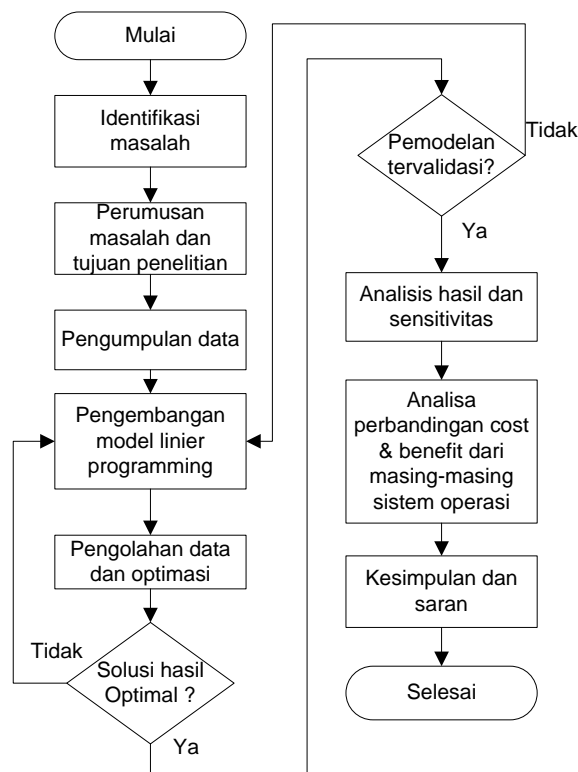 Mulai
Identifikasi
masalah
Perumusan
masalah dan
tujuan penelitian
Pengumpulan data
Pengembangan
model linier
programming
Pengolahan data
dan optimasi
Tidak
Solusi hasil
Optimal ?
Ya
Pemodelan
tervalidasi?
Tidak
Ya
Analisis hasil dan
sensitivitas
Analisa
perbandingan cost
& benefit dari
masing-masing
sistem operasi
Kesimpulan dan
saran
Selesai